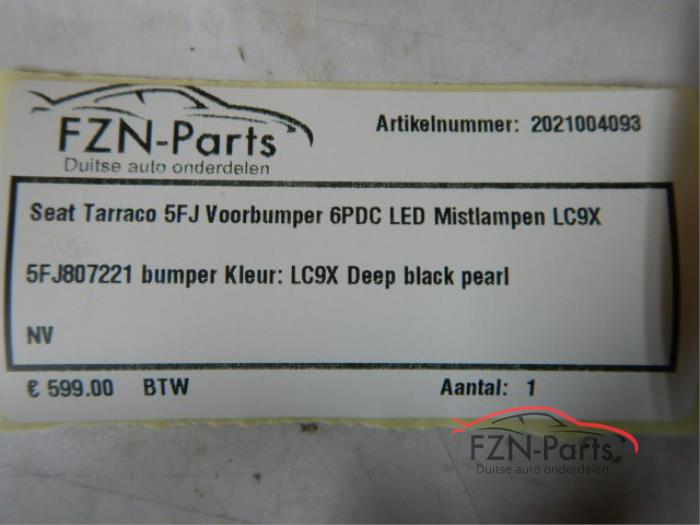 FZN-Parts
Duitse auto onderdelen
Artikelnummer: 2021004093
Seat Tarraco 5FJ Voorbumper 6PDC LED Mistlampen LC9X
5FJ807221 bumper Kleur: LC9X Deep black pearl
NV
€ 599.00 BTW Aantal: 1
FZN-Parts
Duitse auto onderdelen